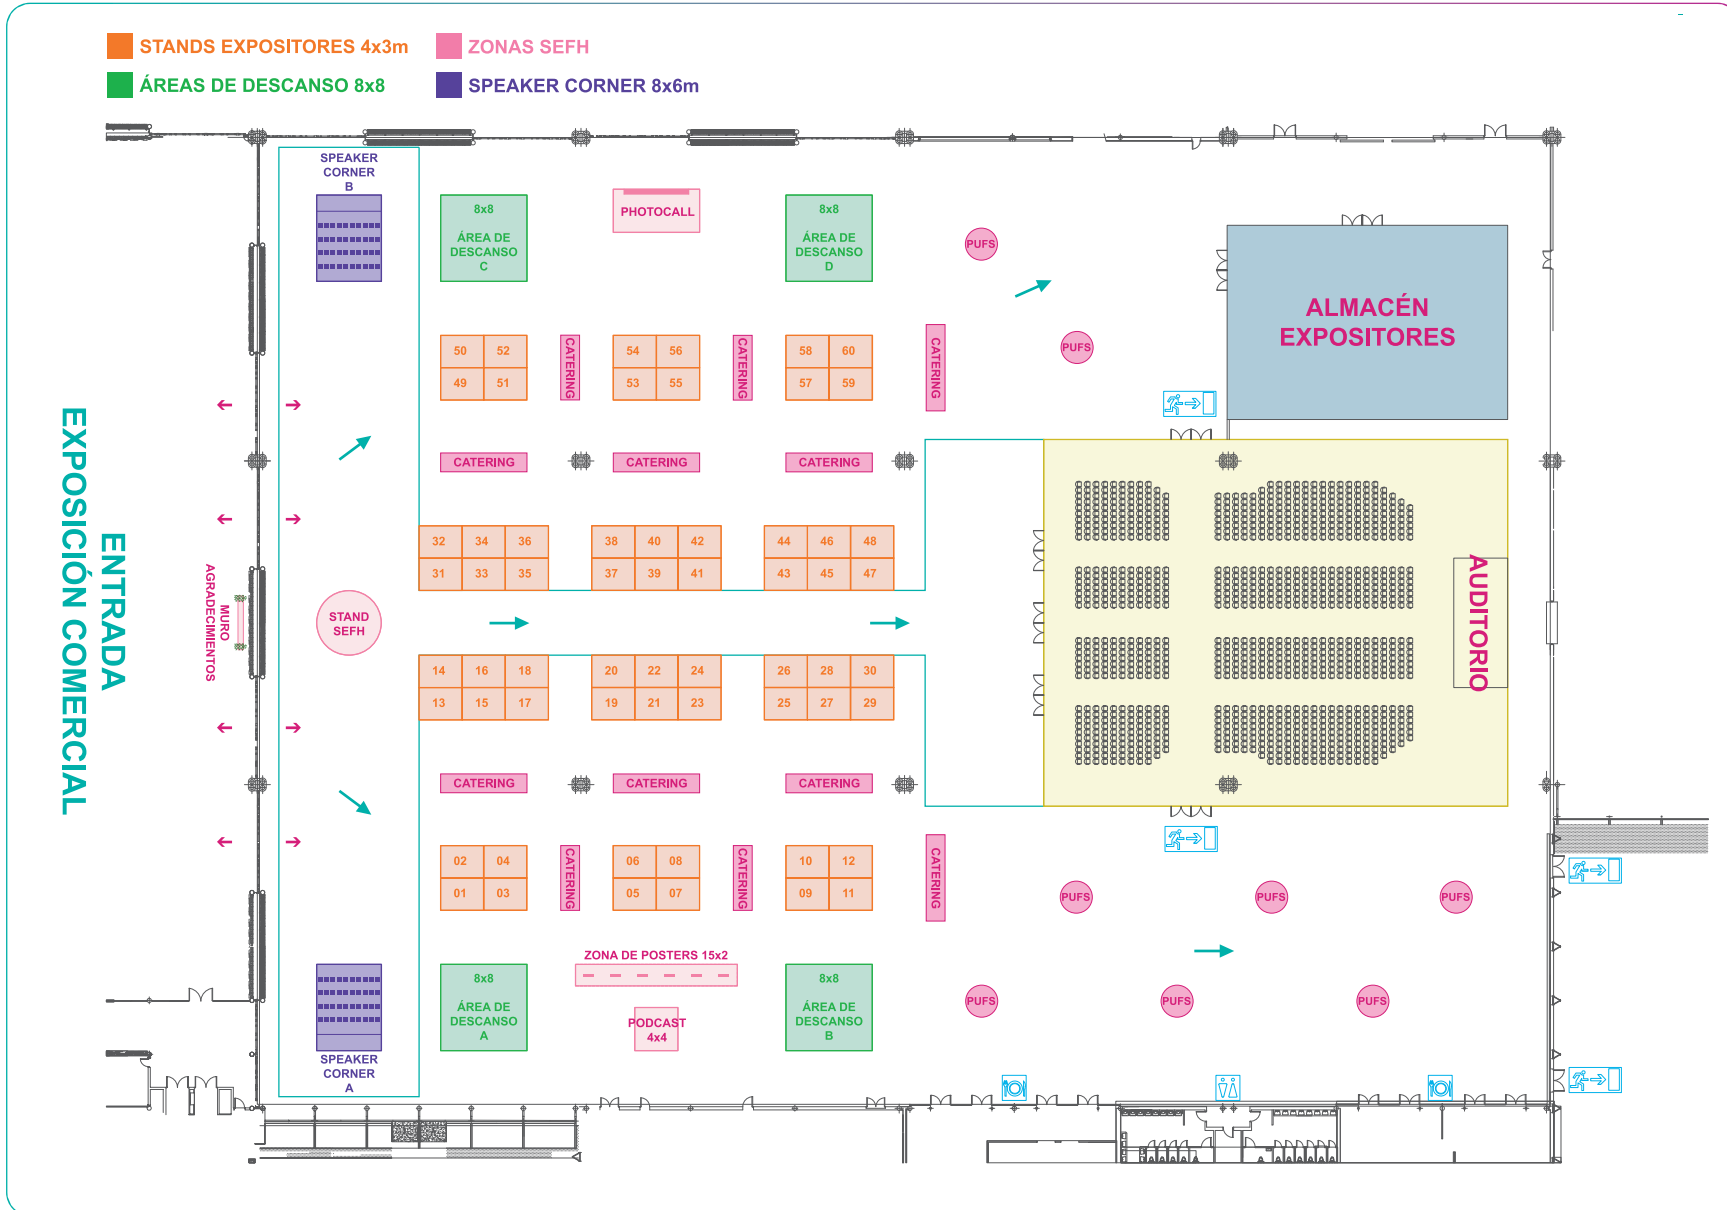 STANDS EXPOSITORES 4x3m
ZONAS SEFH
ÁREAS DE DESCANSO 8x8
SPEAKER CORNER 8x6m
SPEAKER
CORNER
B
8x8
ÁREA DE
DESCANSO
C
PHOTOCALL
8x8
ÁREA DE
DESCANSO
D
PUFS
PUFS
ALMACÉN
EXPOSITORES
50 52
49 51
CATERING
54 56
53 55
CATERING
58 60
57 59
CATERING
CATERING
CATERING
CATERING
32 34 36
31 33 35
38 40 42
37 39 41
44 46 48
43 45 47
ENTRADA
EXPOSICIÓN COMERCIAL
MURO
AGRADECIMIENTOS
STAND
SEFH
AUDITORIO
14 16 18
13 15 17
20 22 24
19 21 23
26 28 30
25 27 29
CATERING
CATERING
CATERING
02 04
01 03
CATERING
06 08
05 07
CATERING
10 12
09 11
CATERING
PUFS
PUFS
PUFS
ZONA DE POSTERS 15x2
8x8
ÁREA DE
DESCANSO
A
PODCAST
4x4
8x8
ÁREA DE
DESCANSO
B
PUFS
PUFS
PUFS
SPEAKER
CORNER
A